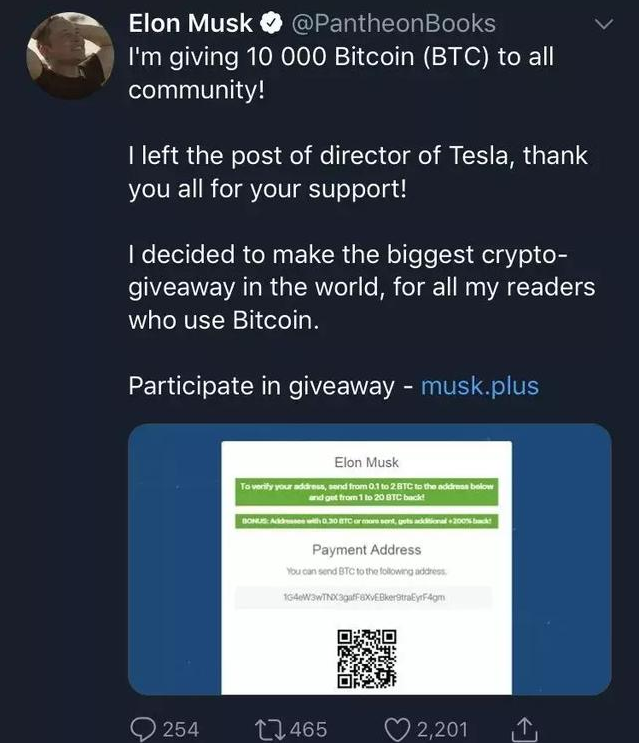 Elon Musk @PantheonBooks
I'm giving 10 000 Bitcoin (BTC) to all
community!
I left the post of director of Tesla, thank
you all for your support!
I decided to make the biggest crypto-
giveaway in the world, for all my readers
who use Bitcoin.
Participate in giveaway - musk.plus
Elon Musk
To verify your address, send from 0.1 to 2 BTC to the address below
and get from 1 to 20 BTC back!
BONUS: Addresses with 0.30 BTC or more sent, gets additional +200% back!
Payment Address
You can send BTC to the following address.
254 465 2,201